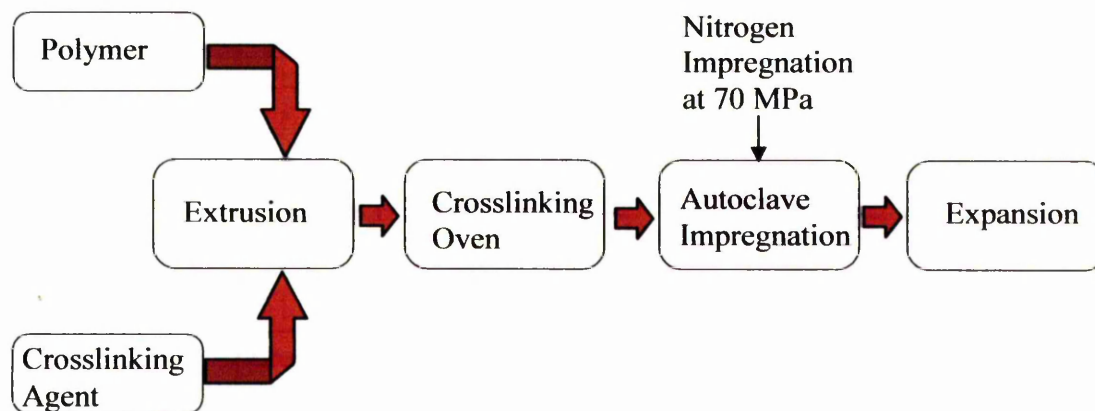 Polymer
Nitrogen
Impregnation
at 70 MPa
Extrusion
Crosslinking
Oven
Autoclave
Impregnation
Expansion
Crosslinking
Agent